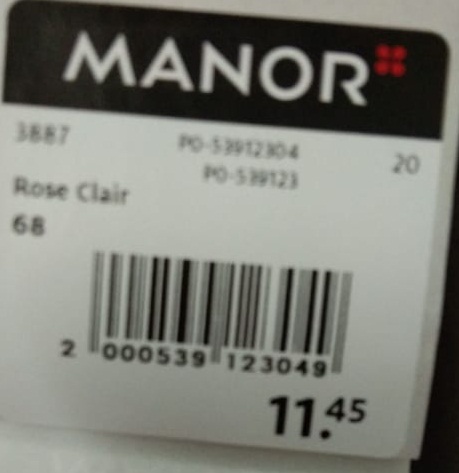 MANOR
3887 PO-53912304 20
PO-539123
Rose Clair
68
2 000539 123049
11.45